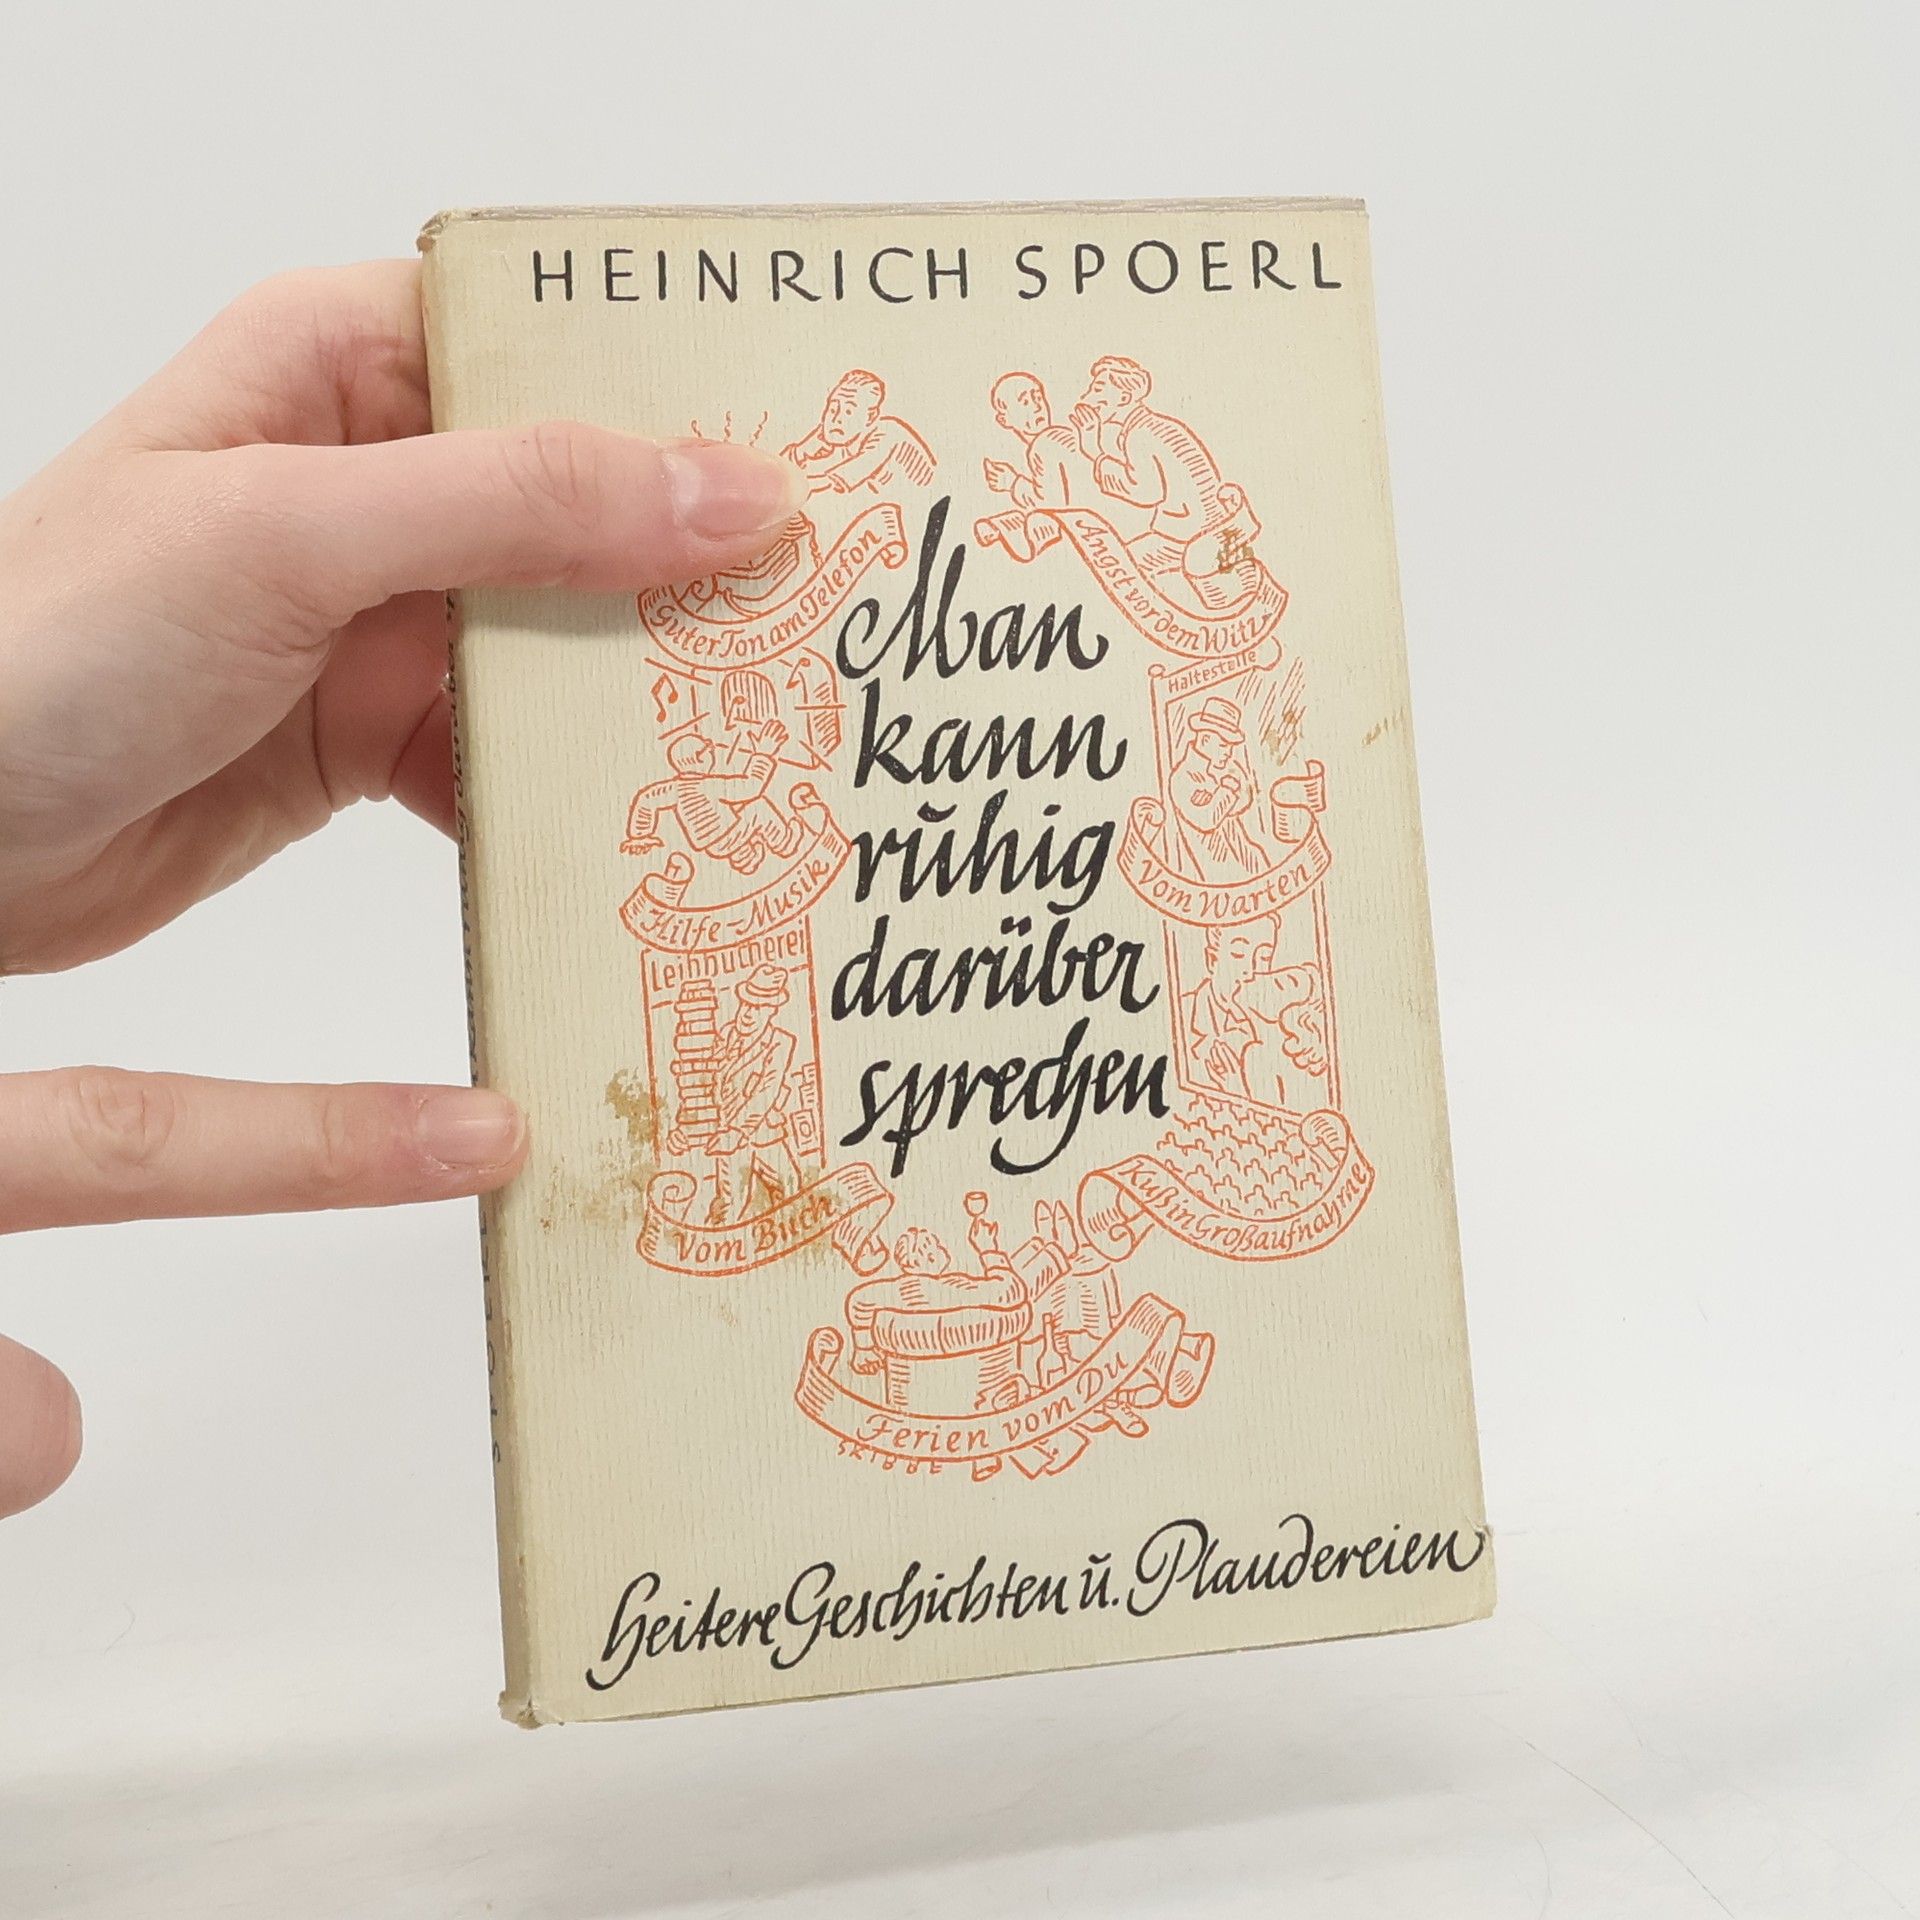 HEINRICH SPOERL
Guter Ton am Telefon
Angst vor dem Witz
Man
kann
ruhig
darüber
sprechen
Haltestelle
Hilfe-Musik
Vom Warten
Leihbücherei
Vom Buch
Kuß in Großaufnahme
Ferien vom Du
SKIBBE
Heitere Geschichten u. Plaudereien